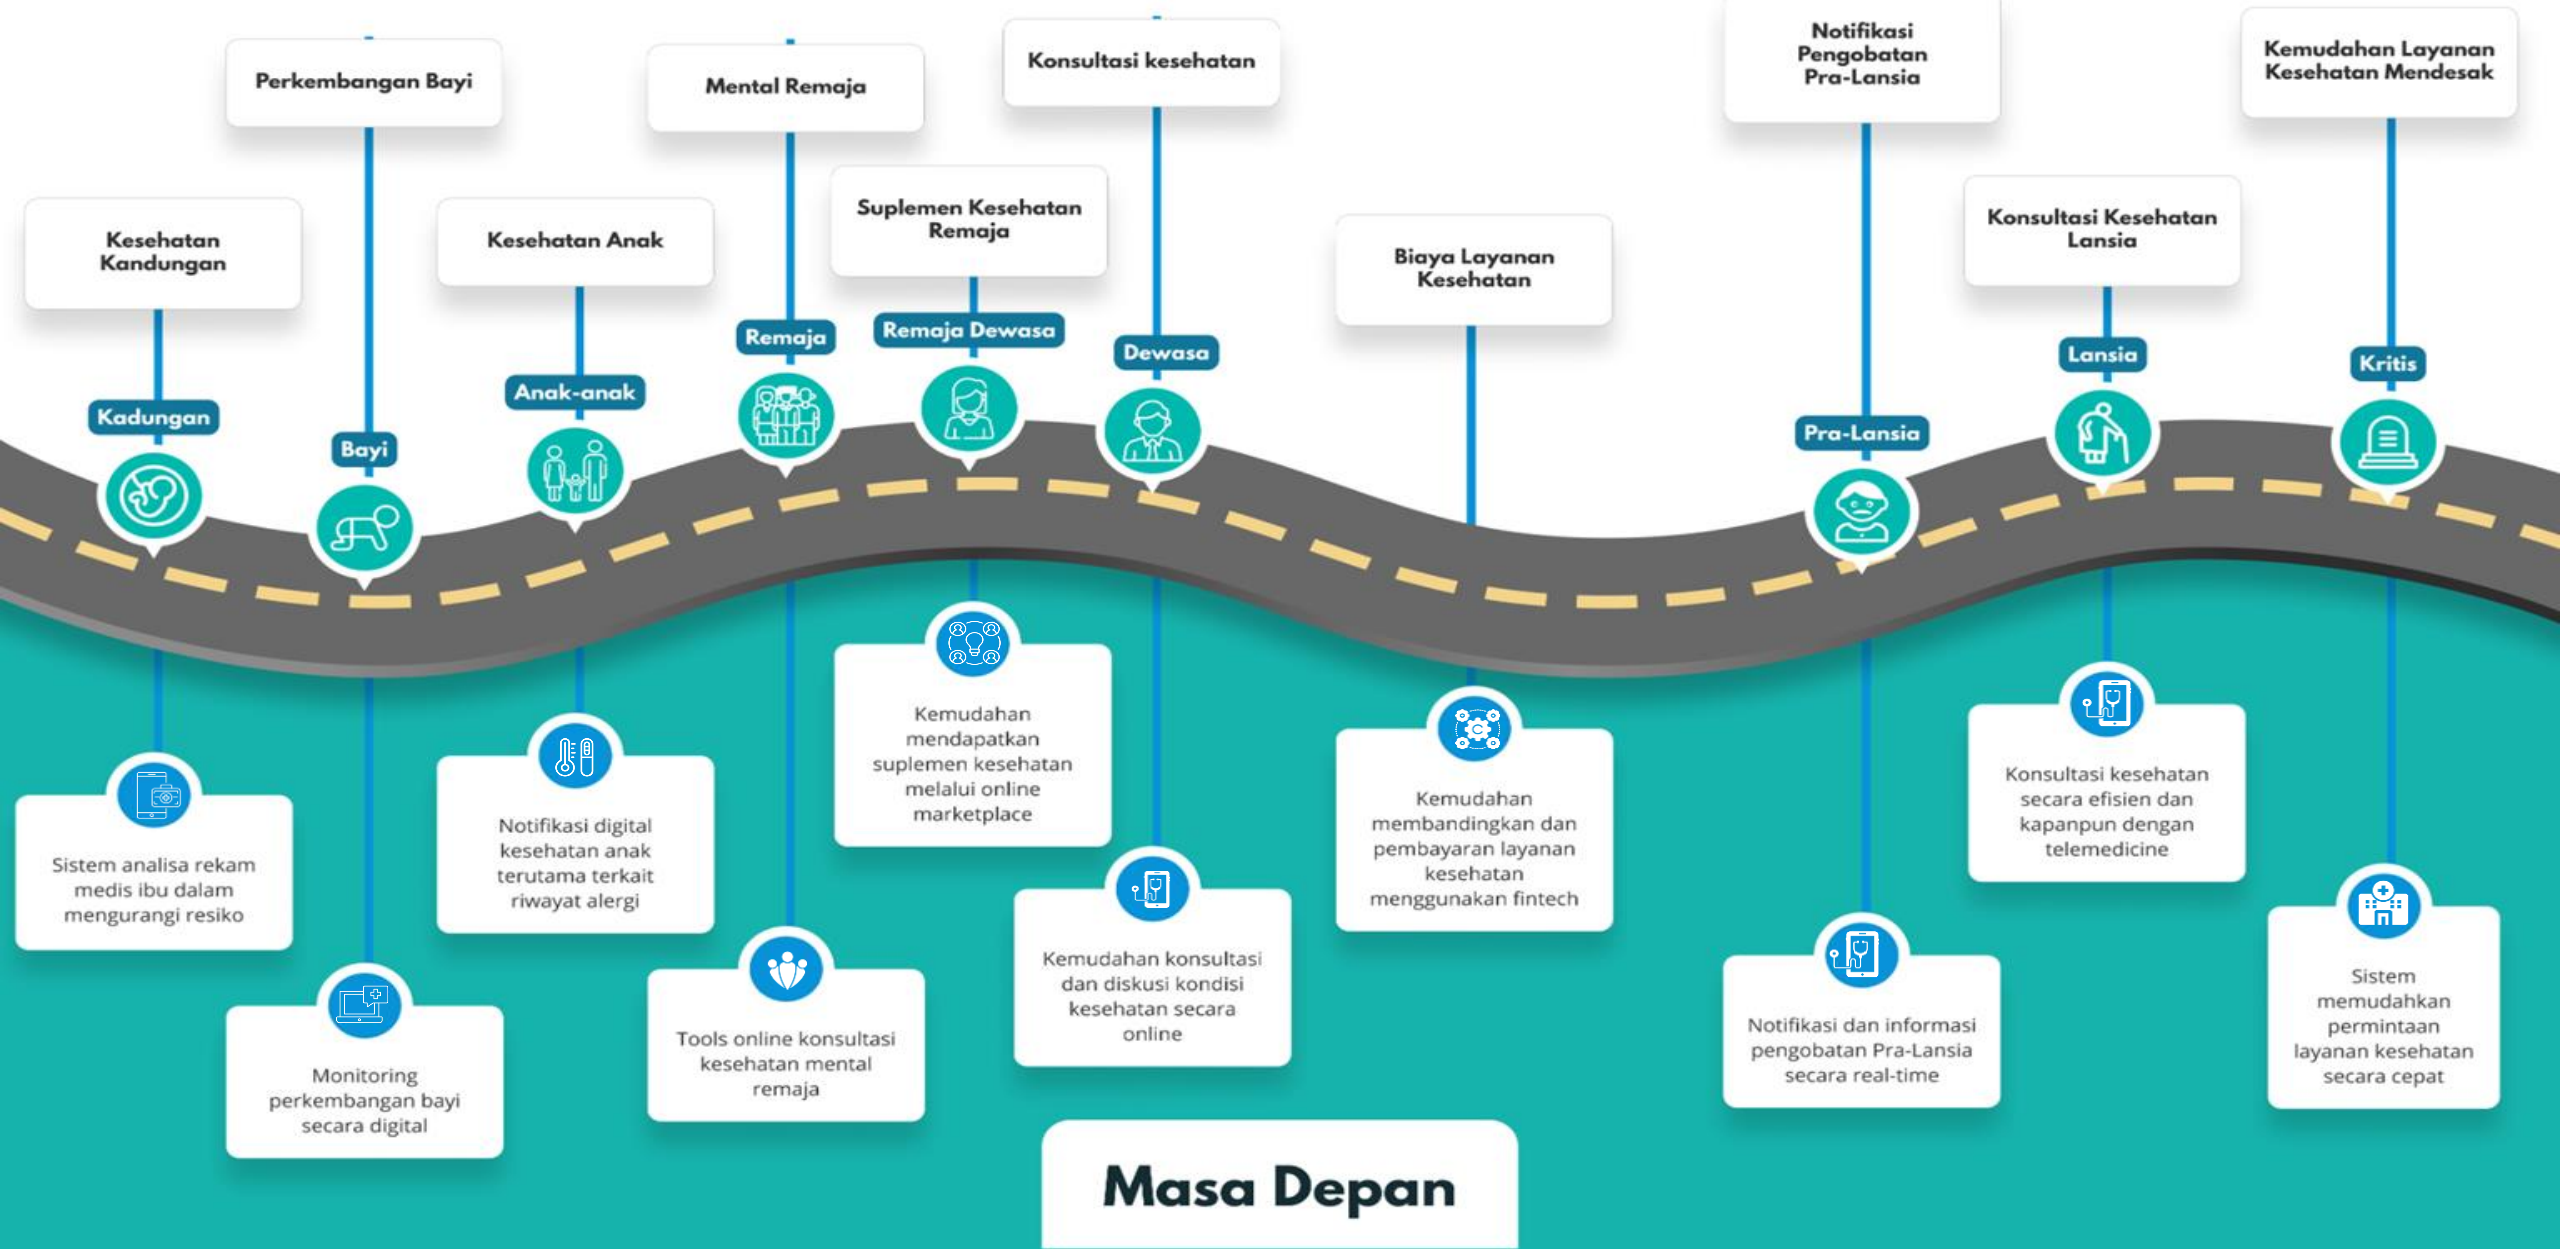 Kesehatan
Kandungan
Kadungan
Sistem analisa rekam
medis ibu dalam
mengurangi resiko
Perkembangan Bayi
Bayi
Monitoring
perkembangan bayi
secara digital
Kesehatan Anak
Anak-anak
Notifikasi digital
kesehatan anak
terutama terkait
riwayat alergi
Mental Remaja
Remaja
Tools online konsultasi
kesehatan mental
remaja
Suplemen Kesehatan
Remaja
Remaja Dewasa
Kemudahan
mendapatkan
suplemen kesehatan
melalui online
marketplace
Konsultasi kesehatan
Dewasa
Kemudahan konsultasi
dan diskusi kondisi
kesehatan secara
online
Biaya Layanan
Kesehatan
Kemudahan
membandingkan dan
pembayaran layanan
kesehatan
menggunakan fintech
Notifikasi
Pengobatan
Pra-Lansia
Pra-Lansia
Notifikasi dan informasi
pengobatan Pra-Lansia
secara real-time
Konsultasi Kesehatan
Lansia
Lansia
Konsultasi kesehatan
secara efisien dan
kapanpun dengan
telemedicine
Kemudahan Layanan
Kesehatan Mendesak
Kritis
Sistem
memudahkan
permintaan
layanan kesehatan
secara cepat
Masa Depan